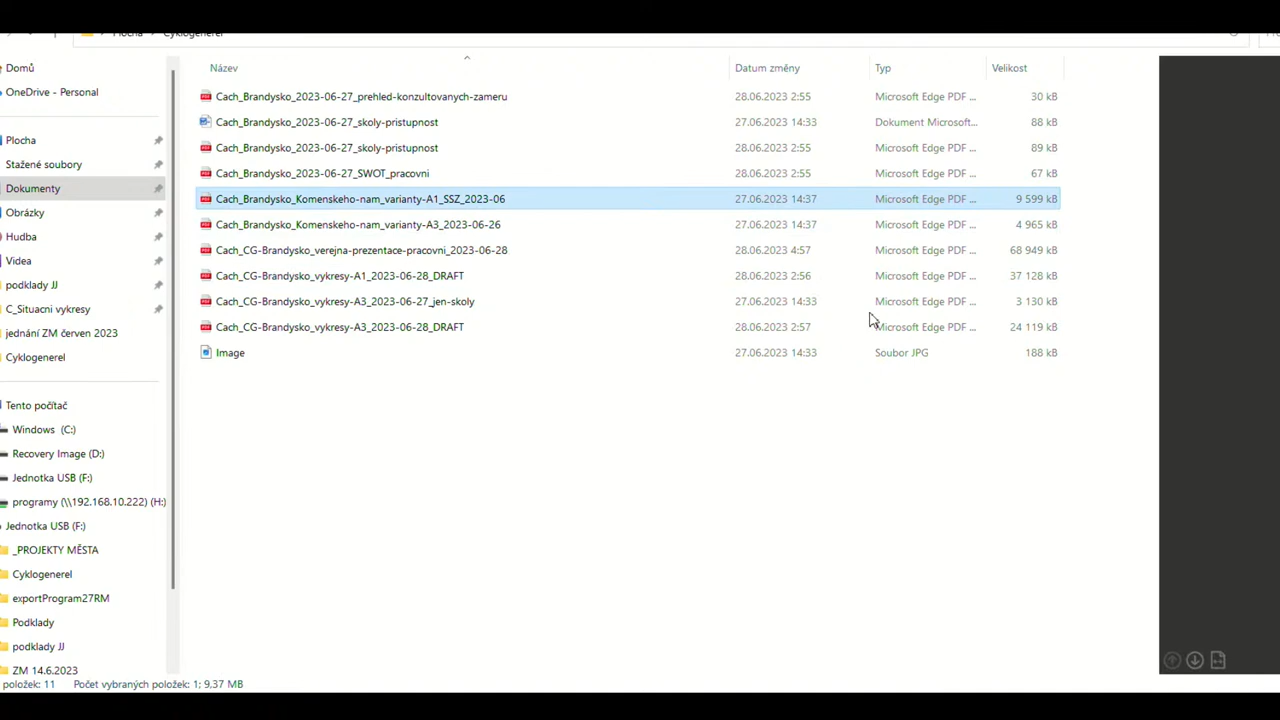 Plocha > Cyklogenerel
Domů
OneDrive - Personal
Plocha
Stažené soubory
Dokumenty
Obrázky
Hudba
Videa
podklady JJ
C_Situacni vykresy
jednání ZM červen 2023
Cyklogenerel
Tento počítač
Windows (C:)
Recovery Image (D:)
Jednotka USB (F:)
programy (\\192.168.10.222) (H:)
Jednotka USB (F:)
_PROJEKTY MĚSTA
Cyklogenerel
exportProgram27RM
Podklady
podklady JJ
ZM 14.6.2023
Název Datum změny Typ Velikost
Cach_Brandysko_2023-06-27_prehled-konzultovanych-zameru 28.06.2023 2:55 Microsoft Edge PDF ... 30 kB
Cach_Brandysko_2023-06-27_skoly-pristupnost 27.06.2023 14:33 Dokument Microsoft... 88 kB
Cach_Brandysko_2023-06-27_skoly-pristupnost 28.06.2023 2:55 Microsoft Edge PDF ... 89 kB
Cach_Brandysko_2023-06-27_SWOT_pracovni 28.06.2023 2:55 Microsoft Edge PDF ... 67 kB
Cach_Brandysko_Komenskeho-nam_varianty-A1_SSZ_2023-06 27.06.2023 14:37 Microsoft Edge PDF ... 9 599 kB
Cach_Brandysko_Komenskeho-nam_varianty-A3_2023-06-26 27.06.2023 14:37 Microsoft Edge PDF ... 4 965 kB
Cach_CG-Brandysko_verejna-prezentace-pracovni_2023-06-28 28.06.2023 4:57 Microsoft Edge PDF ... 68 949 kB
Cach_CG-Brandysko_vykresy-A1_2023-06-28_DRAFT 28.06.2023 2:56 Microsoft Edge PDF ... 37 128 kB
Cach_CG-Brandysko_vykresy-A3_2023-06-27_jen-skoly 27.06.2023 14:33 Microsoft Edge PDF ... 3 130 kB
Cach_CG-Brandysko_vykresy-A3_2023-06-28_DRAFT 28.06.2023 2:57 Microsoft Edge PDF ... 24 119 kB
Image 27.06.2023 14:33 Soubor JPG 188 kB
položek: 11 Počet vybraných položek: 1; 9,37 MB